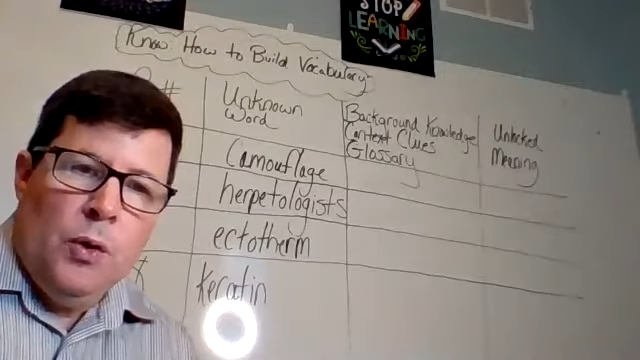 STOP
LEARNING
Know: How to Build Vocabulary
#
Unknown
Word
Background Knowledge
Context Clues
Glossary
Unlocked
Meaning
Camouflage
herpetologists
ectotherm
Keratin